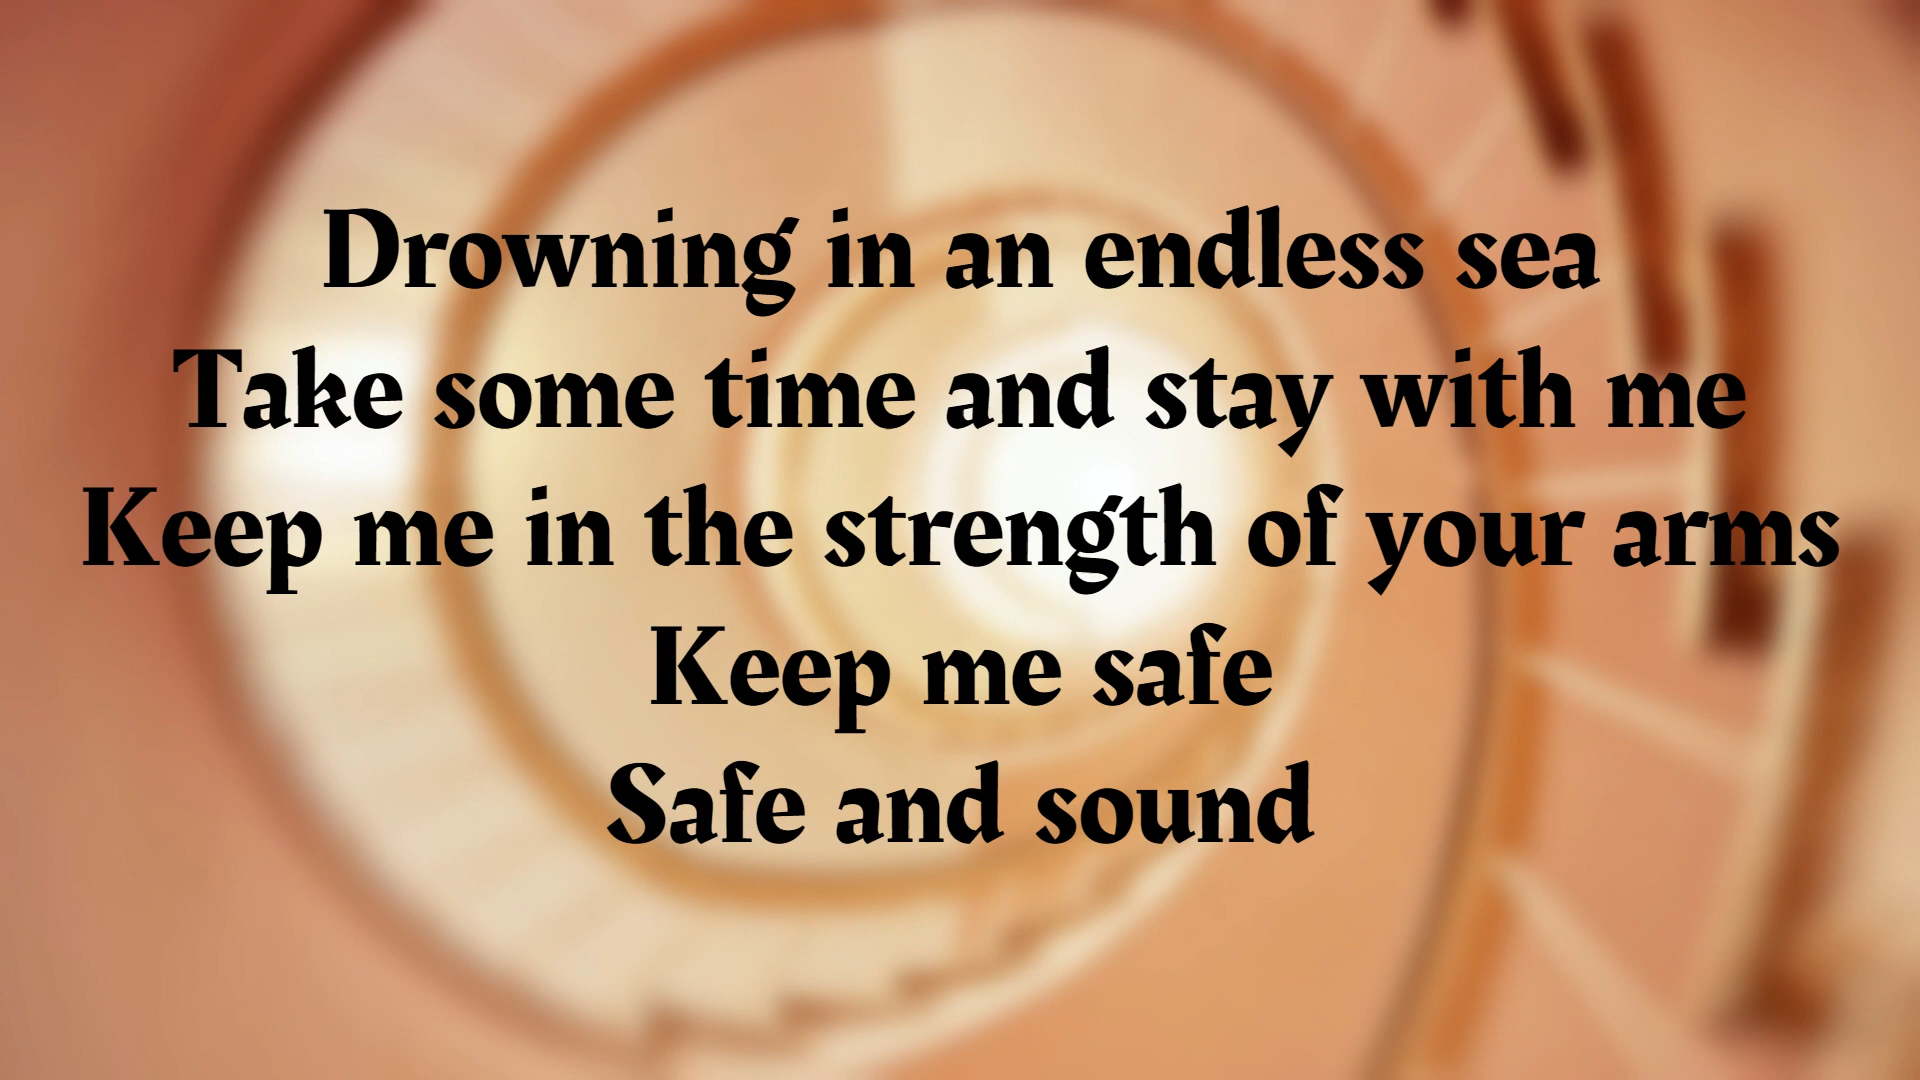 Drowning in an endless sea
Take some time and stay with me
Keep me in the strength of your arms
Keep me safe
Safe and sound